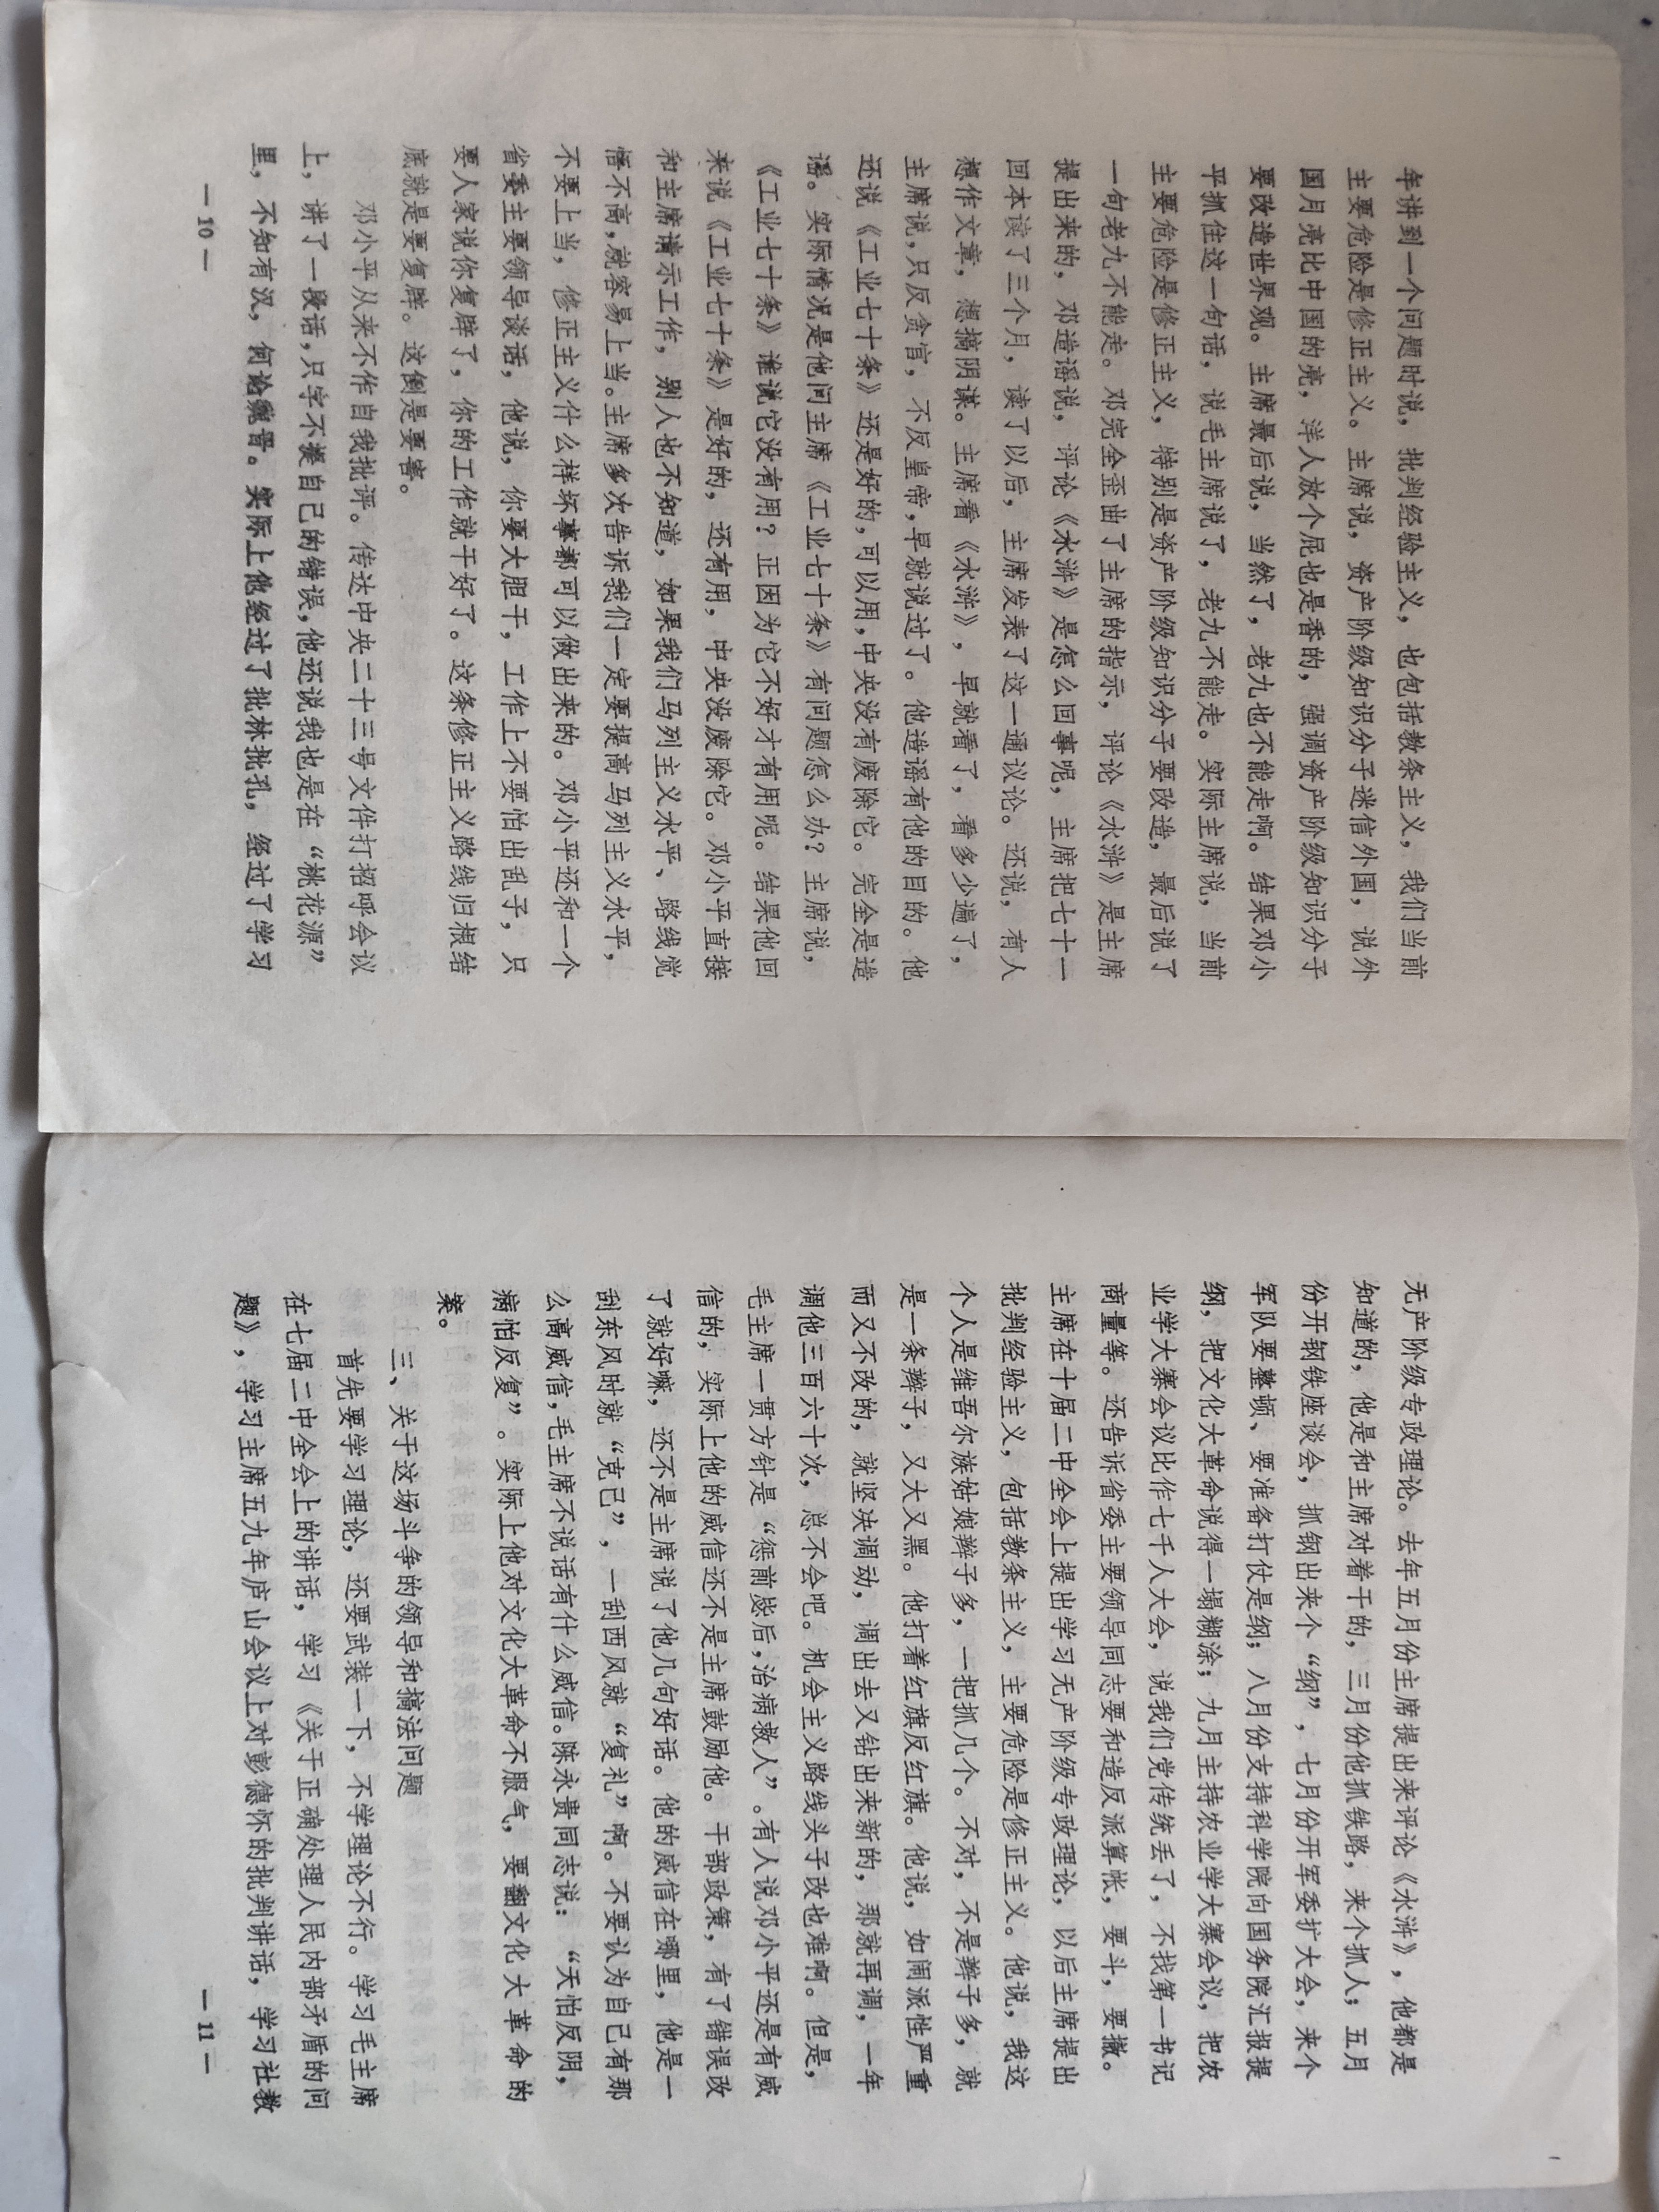 年讲到一个问题时说，批判经验主义，也包括教条主义，我们当前
主要危险是修正主义。主席说，资产阶级知识分子迷信外国，说外
国月亮比中国的亮，洋人放个屁也是香的，强调资产阶级知识分子
要改造世界观。主席最后说，当然了，老九也不能走啊。结果邓小
平抓住这一句话，说毛主席说了，老九不能走。实际主席说，当前
主要危险是修正主义，特别是资产阶级知识分子要改造，最后说了
一句老九不能走。邓完全歪曲了主席的指示，评论《水浒》是主席
提出来的，邓造谣说，评论《水浒》是怎么回事呢，主席把七十一
回本读了三个月，读了以后，主席发表了这一通议论。还说，有人
想作文章，想搞阴谋。主席看《水浒》，早就看了，看多少遍了，
主席说，只反贪官，不反皇帝，早就说过了。他造谣有他的目的。他
还说《工业七十条》还是好的，可以用，中央没有废除它。完全是造
谣。实际情况是他问主席《工业七十条》有问题怎么办？主席说，
《工业七十条》谁说它没有用？正因为它不好才有用呢。结果他回
来说《工业七十条》是好的，还有用，中央没废除它。邓小平直接
和主席请示工作，别人也不知道，如果我们马列主义水平、路线觉
悟不高，就容易上当。主席多次告诉我们一定要提高马列主义水平，
不要上当，修正主义什么样坏事都可以做出来的。邓小平还和一个
省委主要领导谈话，他说，你要大胆干，工作上不要怕出乱子，只
要人家说你复辟了，你的工作就干好了。这条修正主义路线归根结
底就是要复辟。这倒是要害。
邓小平从来不作自我批评。传达中央二十三号文件打招呼会议
上，讲了一段话，只字不提自己的错误，他还说我也是在“桃花源”
里，不知有汉，何论魏晋。实际上他经过了批林批孔，经过了学习
— 10 —
无产阶级专政理论。去年五月份主席提出来评论《水浒》，他都是
知道的，他是和主席对着干的，三月份他抓铁路，来个抓人；五月
份开钢铁座谈会，抓钢出来个“纲”，七月份开军委扩大会，来个
军队要整顿、要准备打仗是纲；八月份支持科学院向国务院汇报提
纲，把文化大革命说得一塌糊涂；九月主持农业学大寨会议，把农
业学大寨会议比作七千人大会，说我们党传统丢了，不找第一书记
商量等。还告诉省委主要领导同志要和造反派算帐，要斗，要撤。
主席在十届二中全会上提出学习无产阶级专政理论，以后主席提出
批判经验主义，包括教条主义，主要危险是修正主义。他说，我这
个人是维吾尔族姑娘辫子多，一把抓几个。不对，不是辫子多，就
是一条辫子，又大又黑。他打着红旗反红旗。他说，如闹派性严重
而又不改的，就坚决调动，调出去又钻出来新的，那就再调，一年
调他三百六十次，总不会吧。机会主义路线头子改也难啊。但是，
毛主席一贯方针是“惩前毖后，治病救人”。有人说邓小平还是有威
信的，实际上他的威信还不是主席鼓励他。干部政策，有了错误改
了就好嘛，还不是主席说了他几句好话。他的威信在哪里，他是一
刮东风时就“克己”，一刮西风就“复礼”啊。不要认为自己有那
么高威信，毛主席不说话有什么威信。陈永贵同志说：“天怕反阴，
病怕反复”。实际上他对文化大革命不服气，要翻文化大革命的
案。
三、关于这场斗争的领导和搞法问题
首先要学习理论，还要武装一下，不学理论不行。学习毛主席
在七届二中全会上的讲话，学习《关于正确处理人民内部矛盾的问
题》，学习主席五九年庐山会议上对彭德怀的批判讲话，学习社教
— 11 —